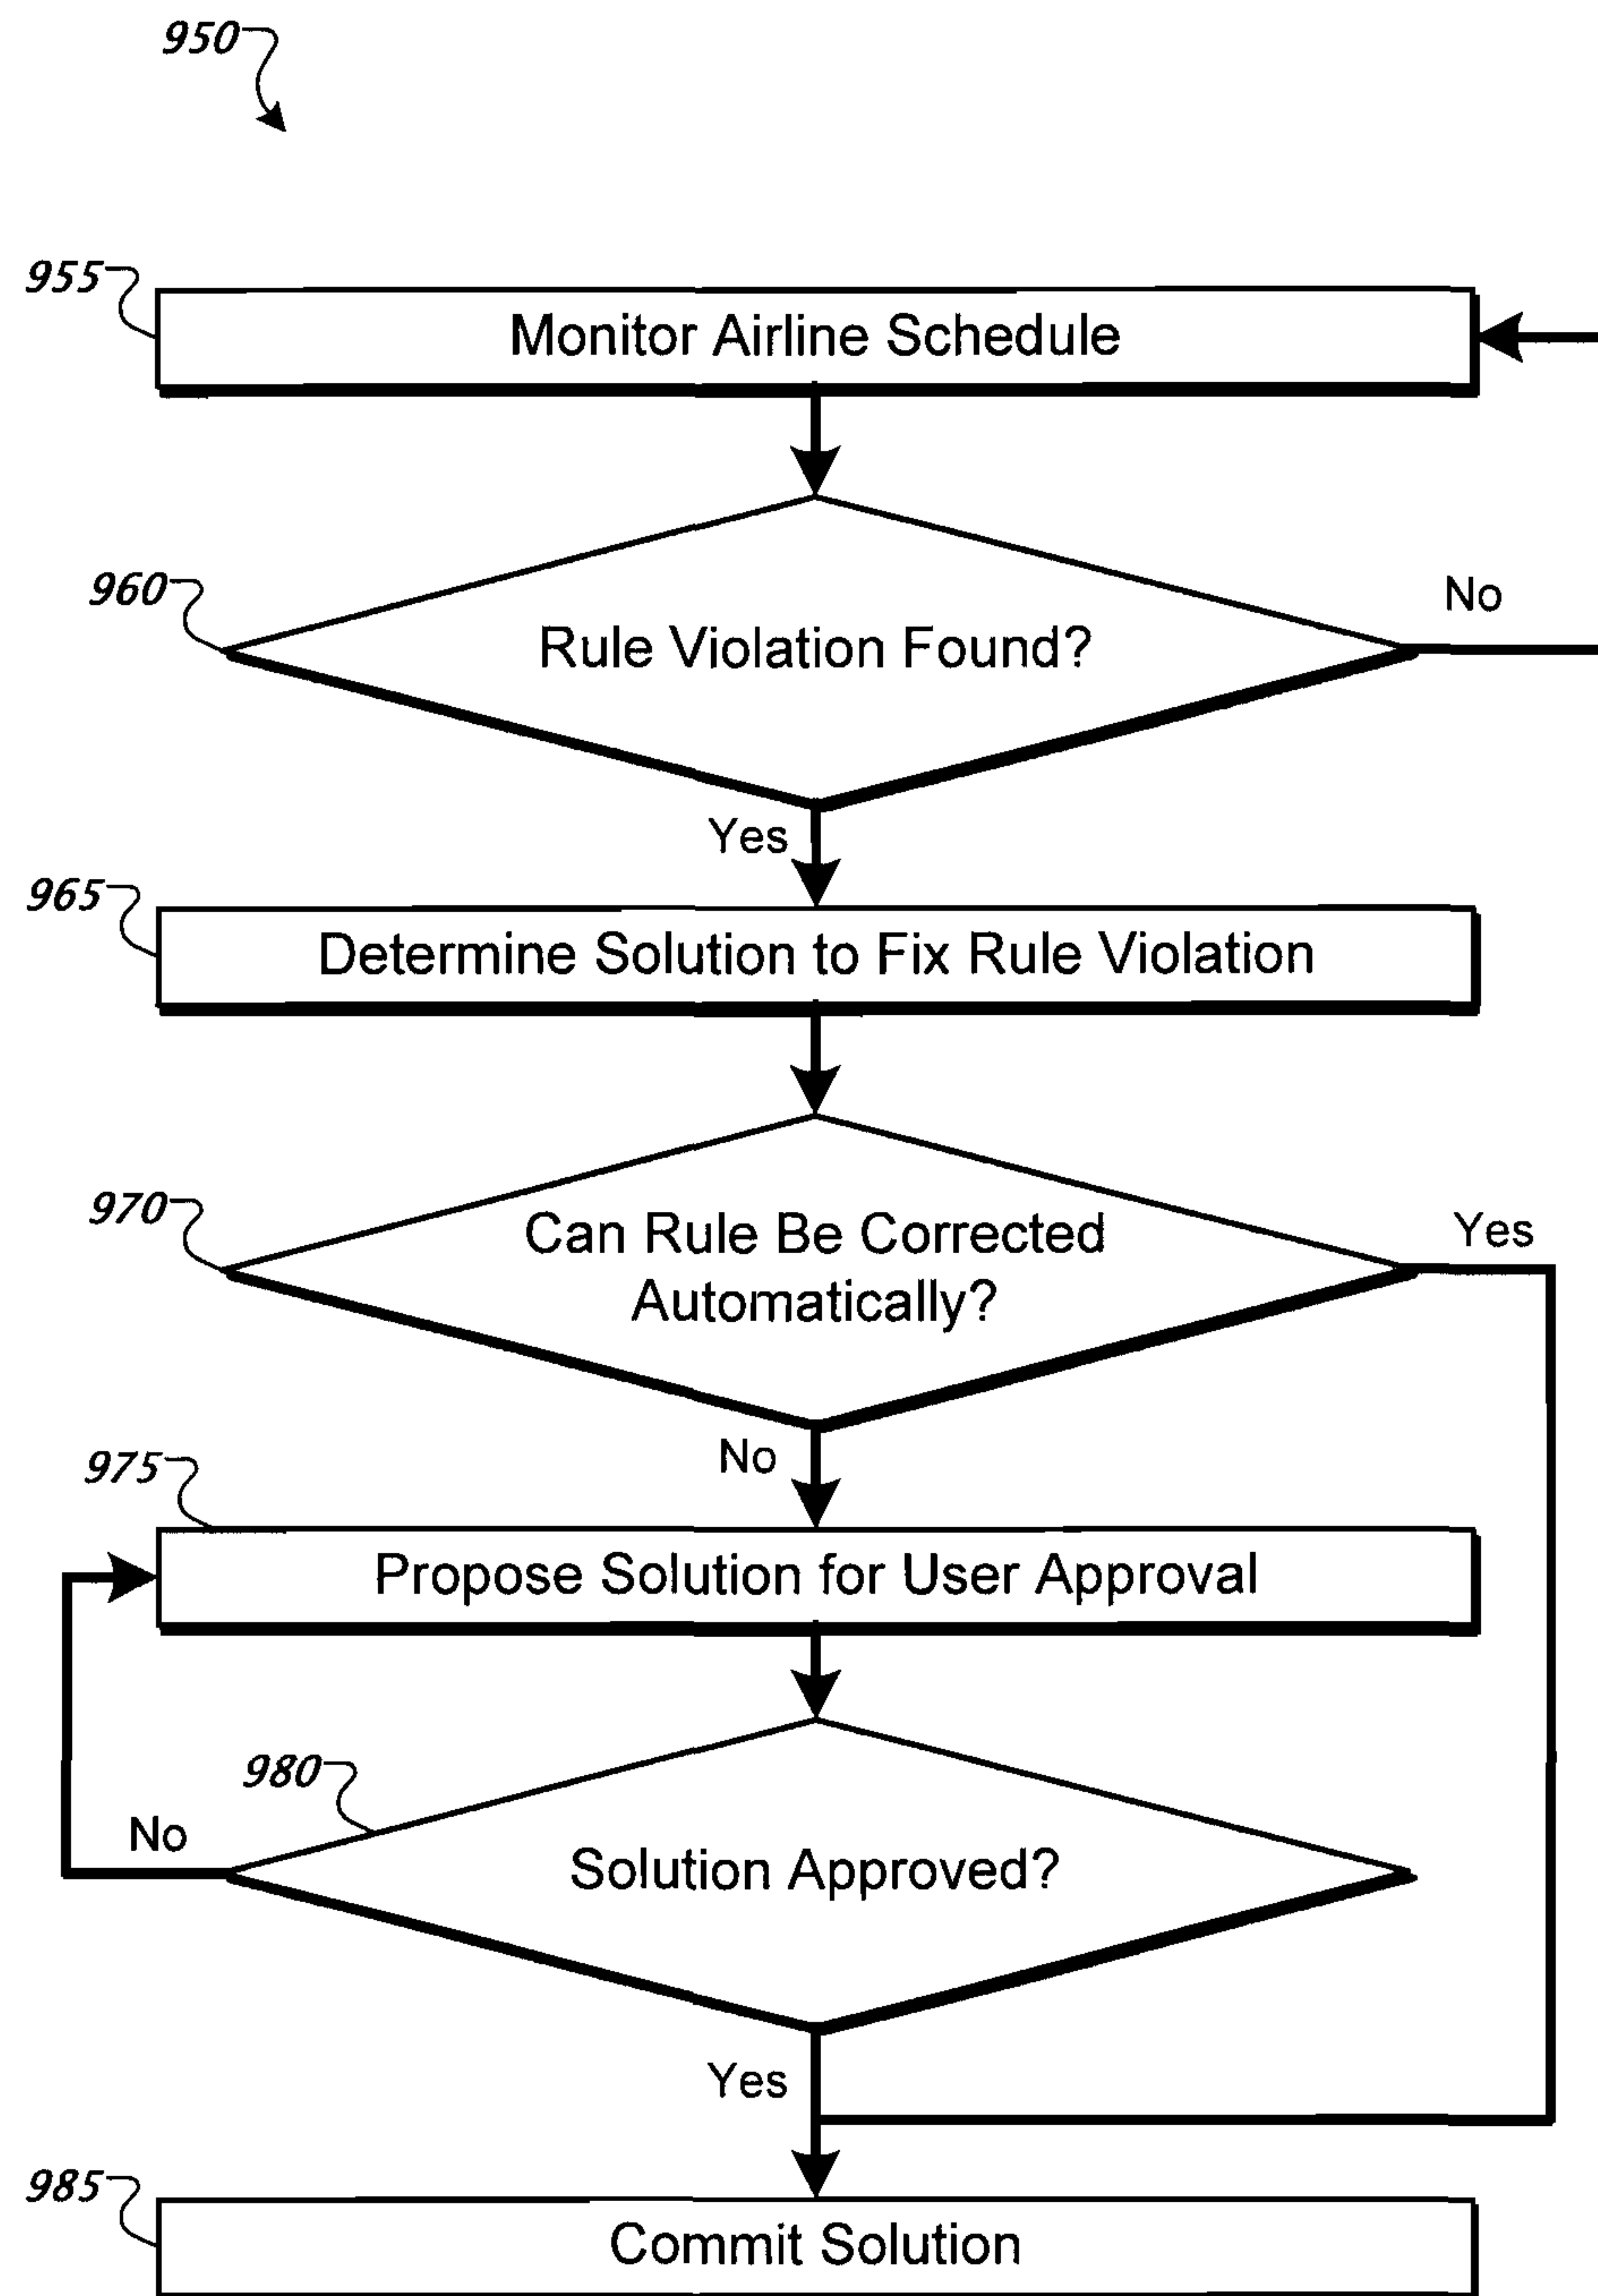 950
955
Monitor Airline Schedule
960
Rule Violation Found?
No
Yes
965
Determine Solution to Fix Rule Violation
970
Can Rule Be Corrected
Automatically?
Yes
No
975
Propose Solution for User Approval
980
No
Solution Approved?
Yes
985
Commit Solution